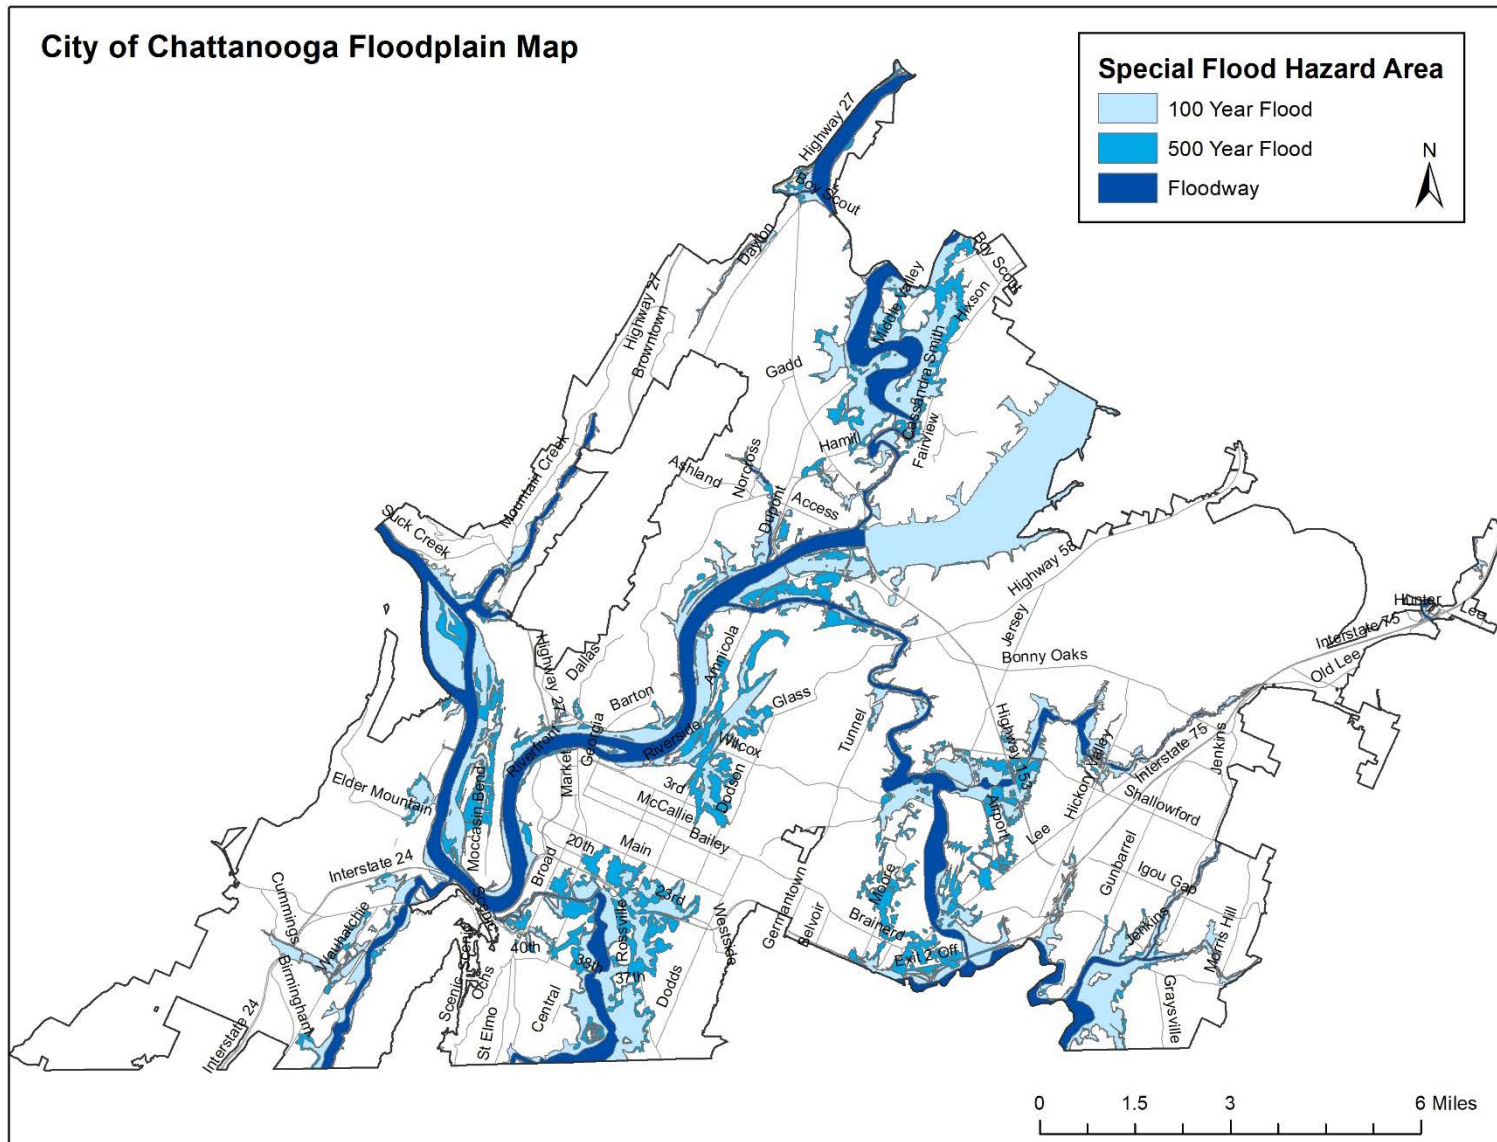 City of Chattanooga Floodplain Map
Special Flood Hazard Area
100 Year Flood
500 Year Flood
Floodway
N
Highway 27
Boy Scout
Dayton
Boy Scout
Highway 27
Browntown
Middle Valley
Hixson
Gadd
Cassandra Smith
Hamill
Fairview
Mountain Creek
Norcross
Ashland
Dupont
Access
Suck Creek
Highway 58
Hunter
Lee
Interstate 75
Jersey
Bonny Oaks
Old Lee
Highway 27
Dallas
Amnicola
Barton
Glass
Tunnel
Georgia
Riverfront
Riverside
Wilcox
Market
Highway 153
Hickory Valley
Interstate 75
Jenkins
Elder Mountain
Moccasin Bend
3rd
Dodson
McCallie
Bailey
Airport
Shallowford
Lee
Interstate 24
Broad
20th
Main
23rd
Moore
Gunbarrel
Igou Gap
Cummings
Wauhatchie
Scenic
Rossville
Westside
Germantown
Belvoir
Brainerd
Jenkins
Morris Hill
40th
38th
37th
Exit 2 Off
Birmingham
Scenic
Scenic
Ochs
Central
Dodds
Graysville
Interstate 24
St Elmo
0 1.5 3 6 Miles